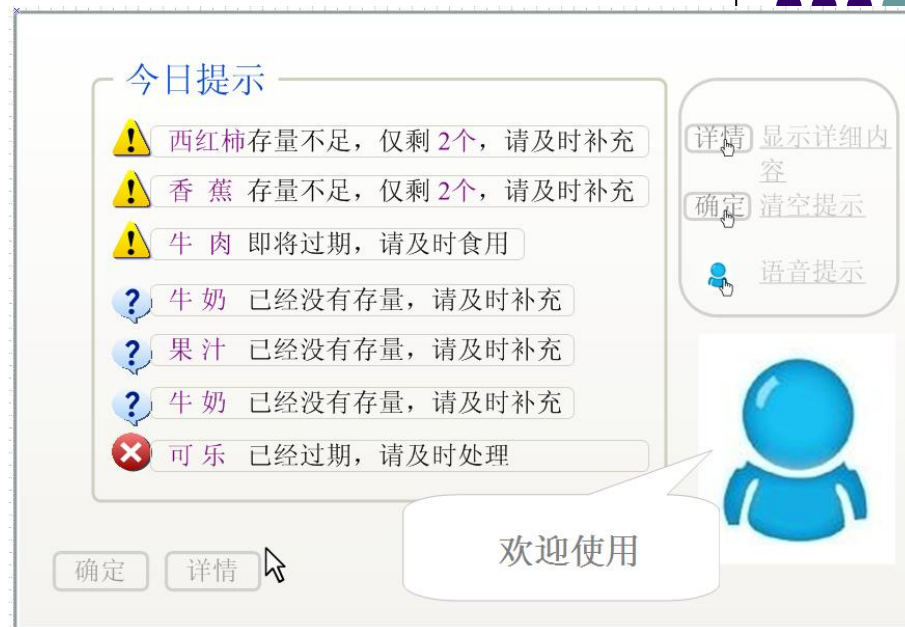 今日提示
西红柿存量不足，仅剩 2个，请及时补充
香 蕉 存量不足，仅剩 2个，请及时补充
牛 肉 即将过期，请及时食用
牛 奶 已经没有存量，请及时补充
果 汁 已经没有存量，请及时补充
牛 奶 已经没有存量，请及时补充
可 乐 已经过期，请及时处理
详情 显示详细内
容
确定 清空提示
语音提示
欢迎使用
确定 详情